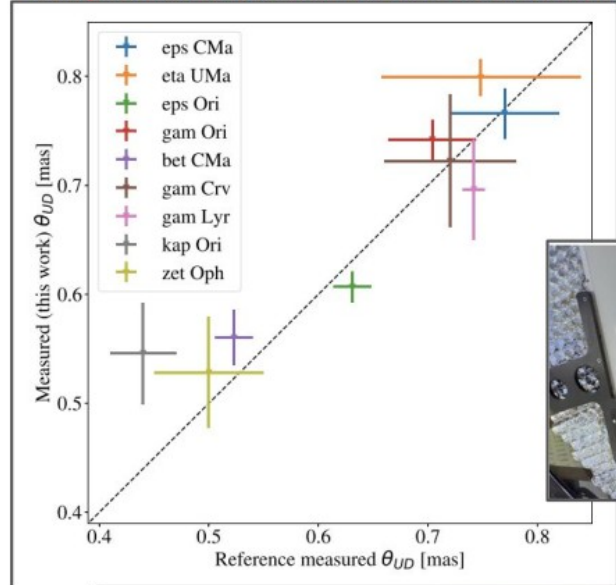 eps CMa
eta UMa
eps Ori
gam Ori
bet CMa
gam Crv
gam Lyr
kap Ori
zet Oph
Measured (this work) θ_UD [mas]
0.8
0.7
0.6
0.5
0.4
0.4 0.5 0.6 0.7 0.8
Reference measured θ_UD [mas]